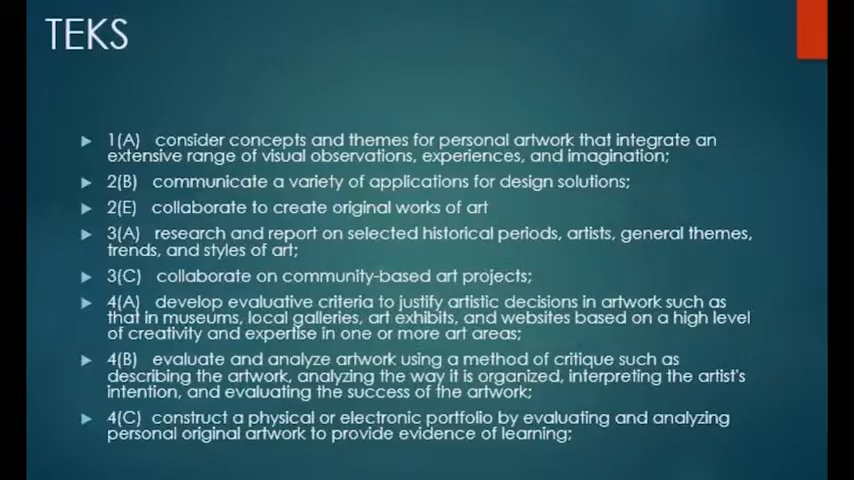 TEKS
1(A) consider concepts and themes for personal artwork that integrate an
extensive range of visual observations, experiences, and imagination;
2(B) communicate a variety of applications for design solutions;
2(E) collaborate to create original works of art
3(A) research and report on selected historical periods, artists, general themes,
trends, and styles of art;
3(C) collaborate on community-based art projects;
4(A) develop evaluative criteria to justify artistic decisions in artwork such as
that in museums, local galleries, art exhibits, and websites based on a high level
of creativity and expertise in one or more art areas;
4(B) evaluate and analyze artwork using a method of critique such as
describing the artwork, analyzing the way it is organized, interpreting the artist's
intention, and evaluating the success of the artwork;
4(C) construct a physical or electronic portfolio by evaluating and analyzing
personal original artwork to provide evidence of learning;